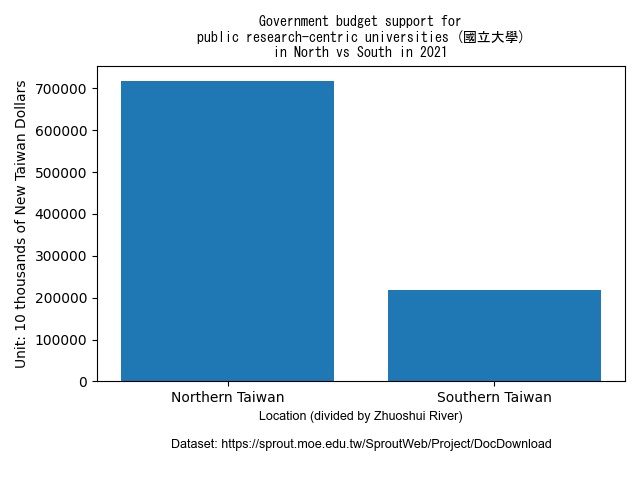 Government budget support for
public research-centric universities (國立大學)
in North vs South in 2021
Unit: 10 thousands of New Taiwan Dollars
700000
600000
500000
400000
300000
200000
100000
0
Northern Taiwan
Southern Taiwan
Location (divided by Zhuoshui River)
Dataset: https://sprout.moe.edu.tw/SproutWeb/Project/DocDownload